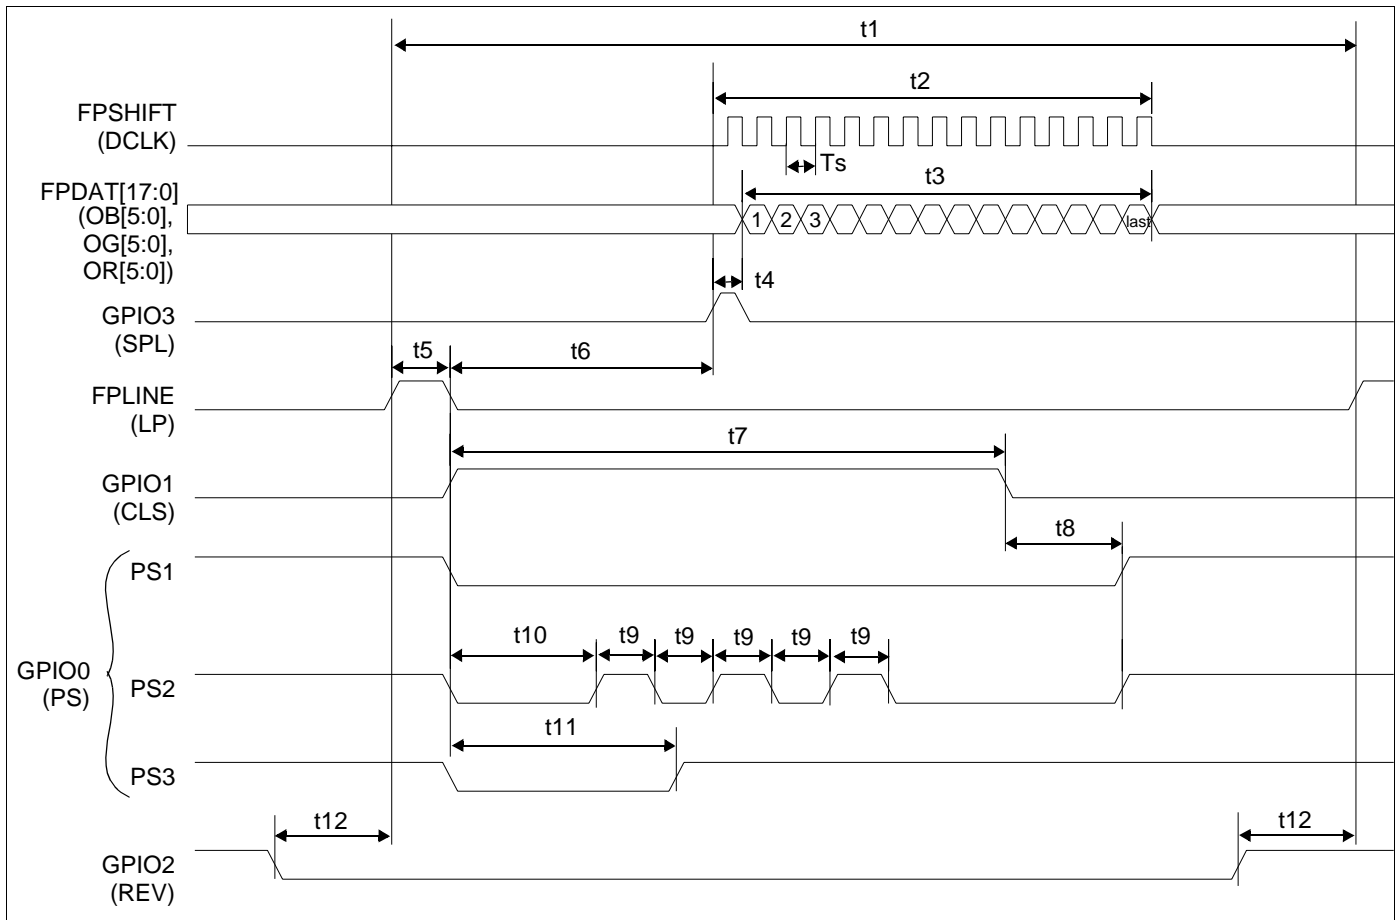 t1
t2
FPSHIFT
(DCLK)
Ts
t3
FPDAT[17:0]
(OB[5:0],
OG[5:0],
OR[5:0])
1 2 3 last
t4
GPIO3
(SPL)
t5 t6
FPLINE
(LP)
t7
GPIO1
(CLS)
t8
PS1
t10 t9 t9 t9 t9 t9
GPIO0
(PS)
PS2
t11
PS3
t12 t12
GPIO2
(REV)